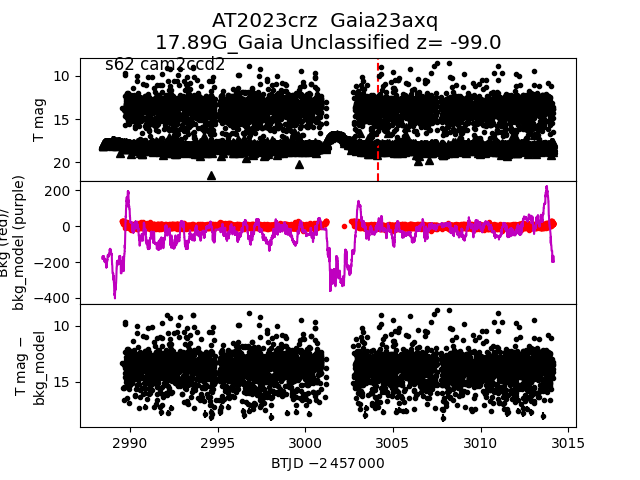 AT2023crz  Gaia23axq
17.89G_Gaia Unclassified z= -99.0
s62 cam2ccd2
10
15
20
T mag
200
0
−200
−400
Bkg (red)/
bkg_model (purple)
10
15
T mag −
bkg_model
2990
2995
3000
3005
3010
3015
BTJD −2 457 000